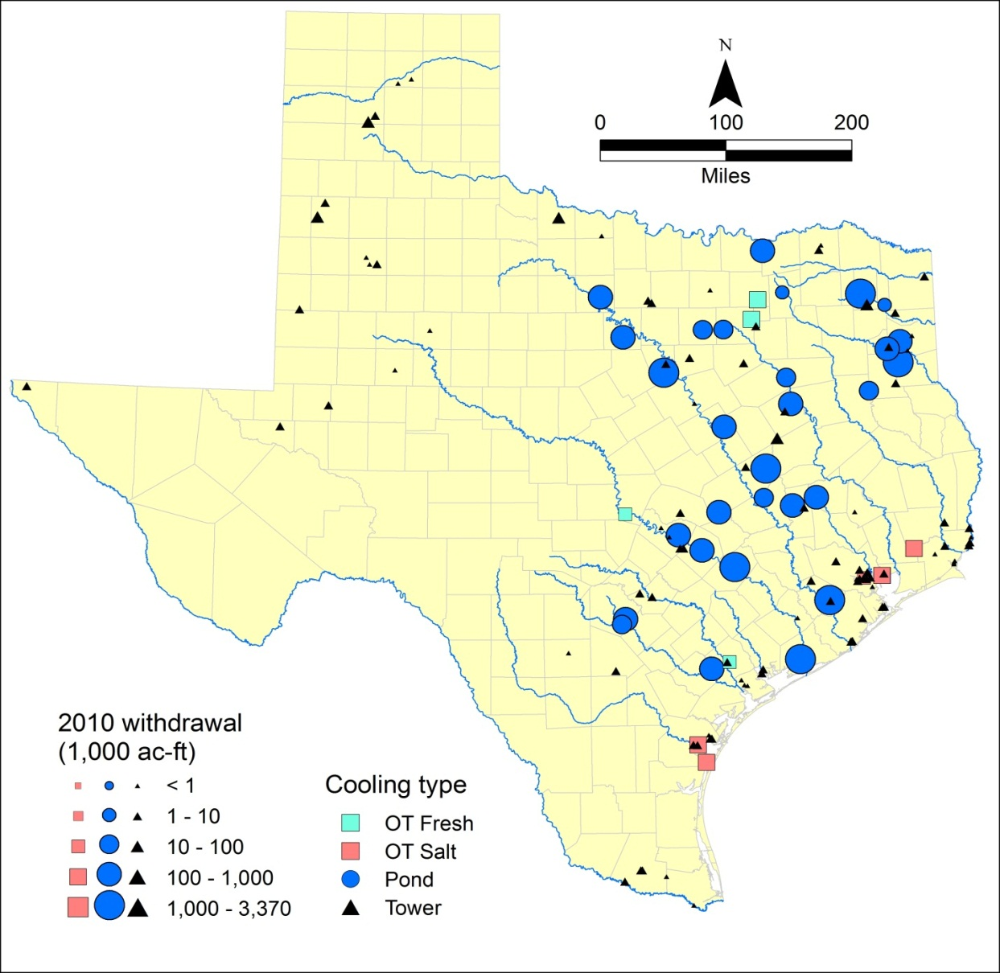 N
0 100 200
Miles
2010 withdrawal
(1,000 ac-ft)
< 1
1 - 10
10 - 100
100 - 1,000
1,000 - 3,370
Cooling type
OT Fresh
OT Salt
Pond
Tower